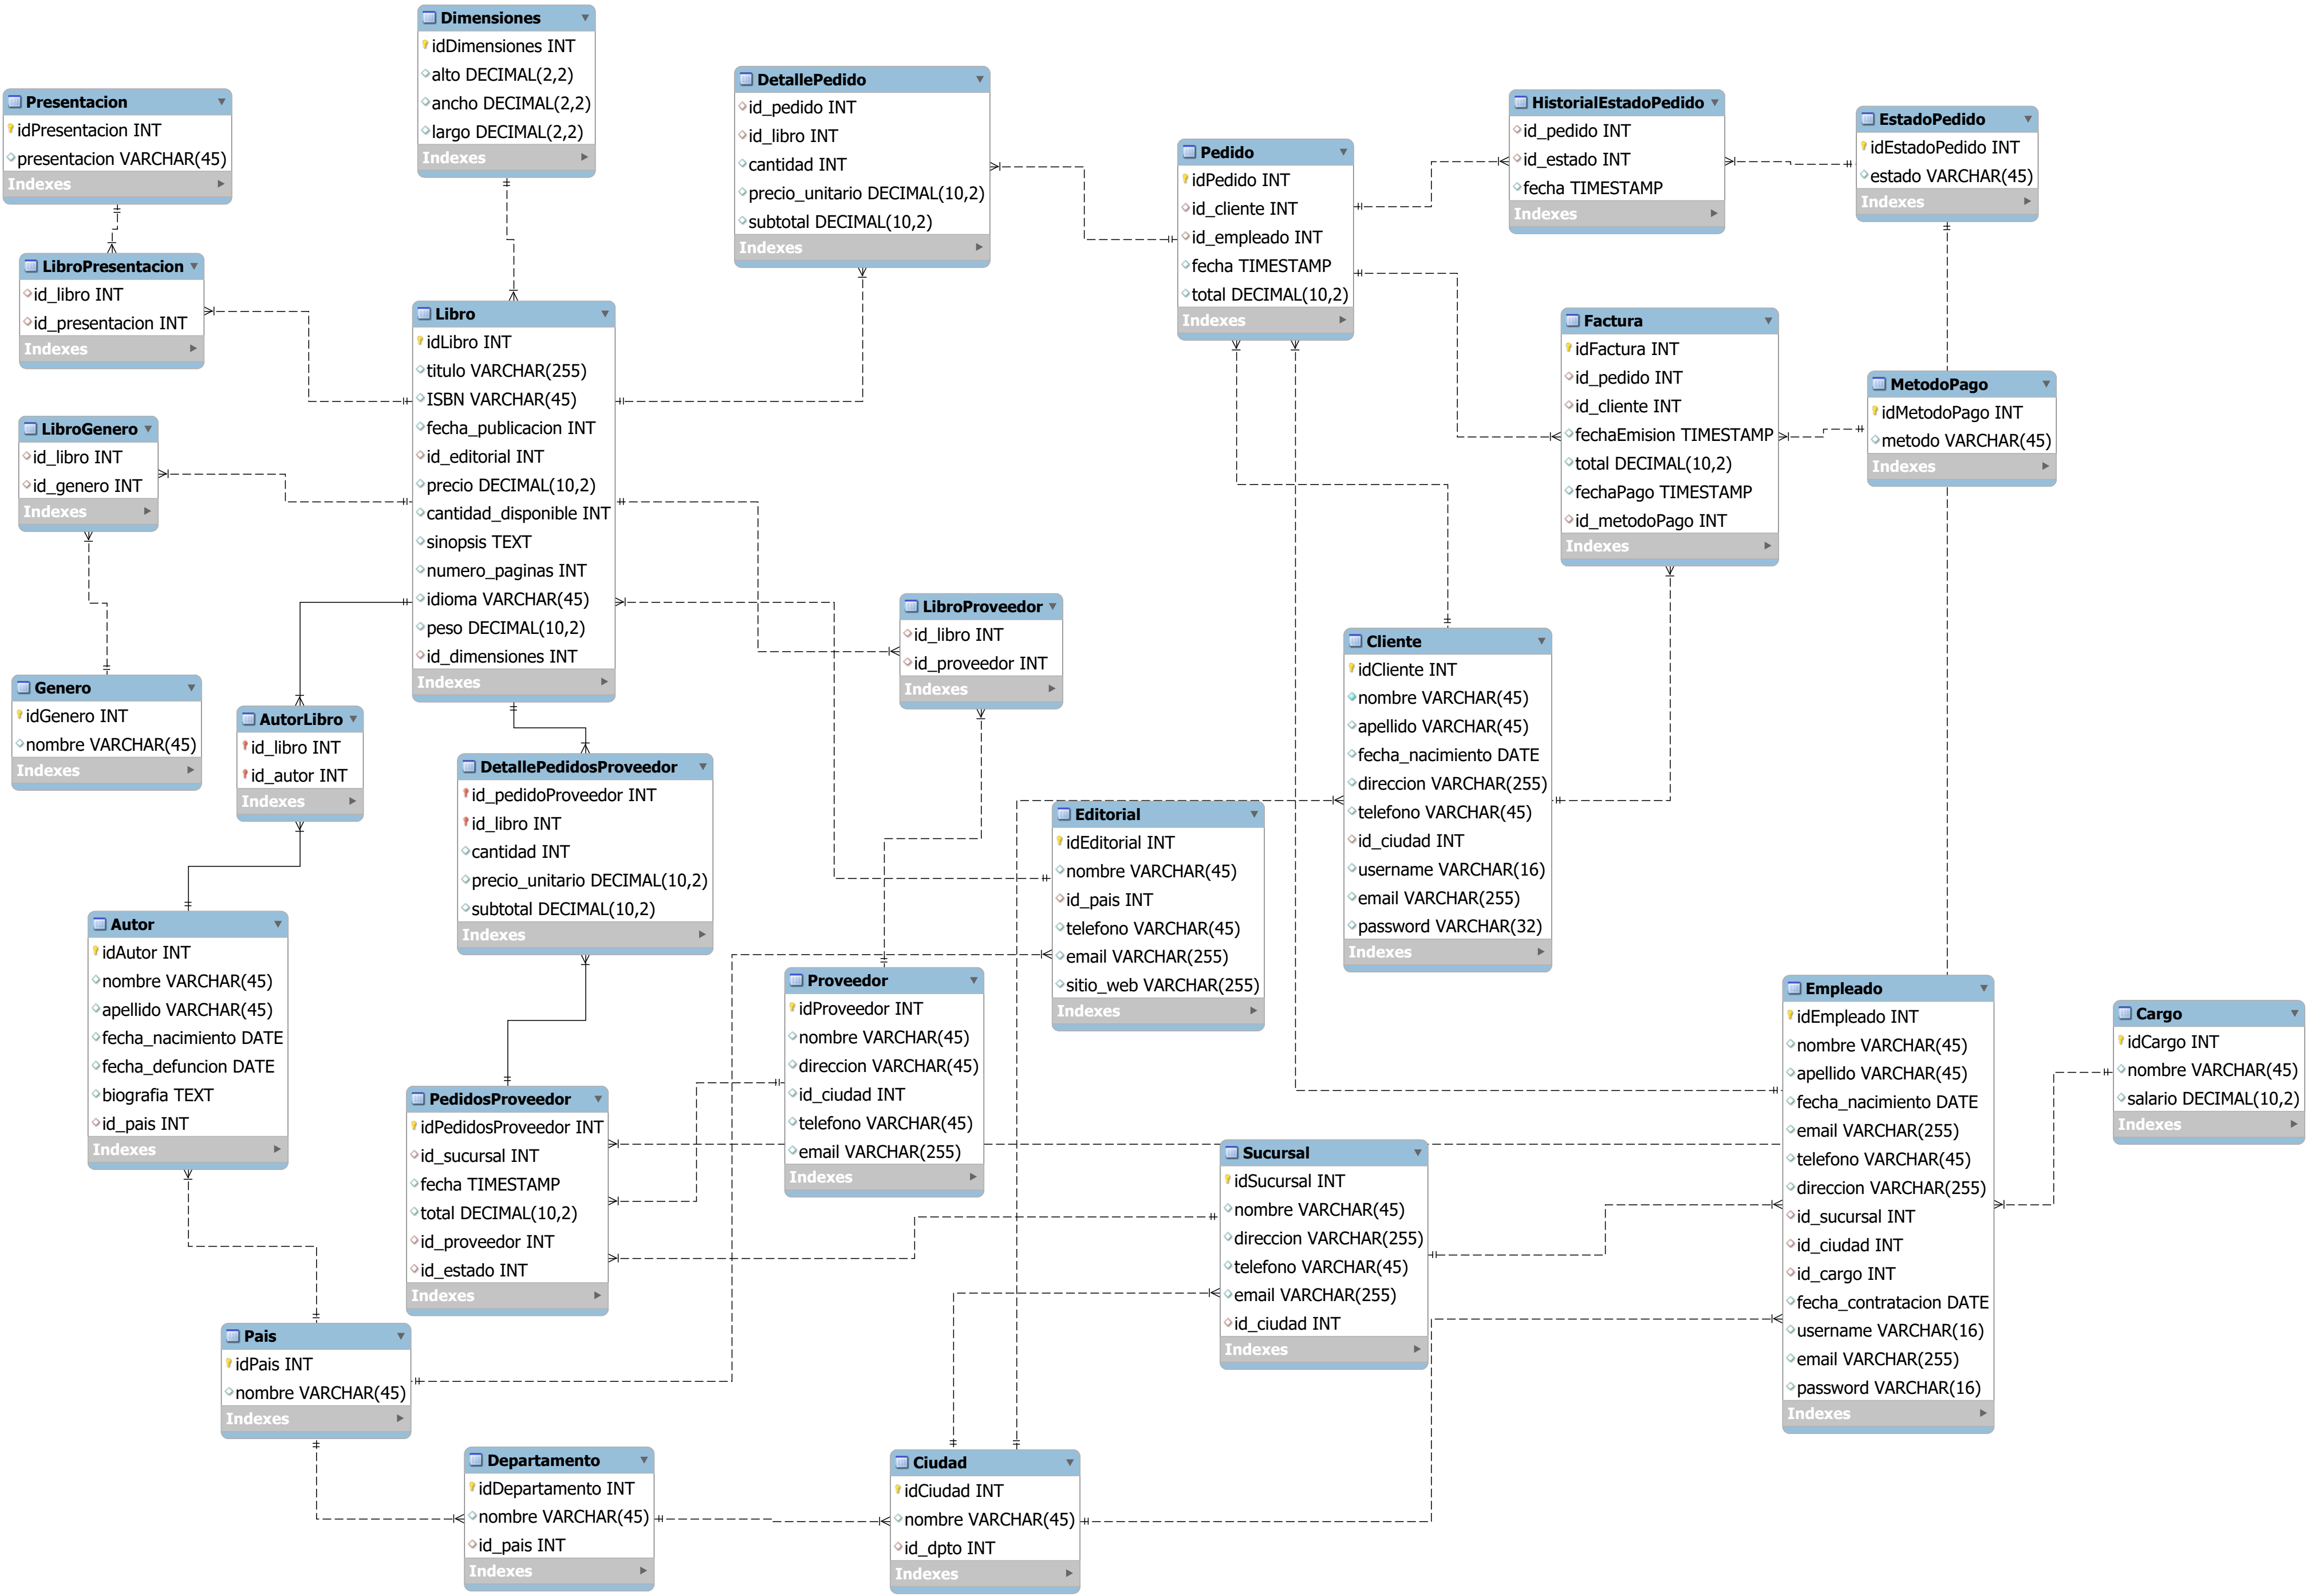 Dimensiones
idDimensiones INT
alto DECIMAL(2,2)
ancho DECIMAL(2,2)
largo DECIMAL(2,2)
Indexes
Presentacion
idPresentacion INT
presentacion VARCHAR(45)
Indexes
LibroPresentacion
id_libro INT
id_presentacion INT
Indexes
LibroGenero
id_libro INT
id_genero INT
Indexes
Genero
idGenero INT
nombre VARCHAR(45)
Indexes
Libro
idLibro INT
titulo VARCHAR(255)
ISBN VARCHAR(45)
fecha_publicacion INT
id_editorial INT
precio DECIMAL(10,2)
cantidad_disponible INT
sinopsis TEXT
numero_paginas INT
idioma VARCHAR(45)
peso DECIMAL(10,2)
id_dimensiones INT
Indexes
AutorLibro
id_libro INT
id_autor INT
Indexes
Autor
idAutor INT
nombre VARCHAR(45)
apellido VARCHAR(45)
fecha_nacimiento DATE
fecha_defuncion DATE
biografia TEXT
id_pais INT
Indexes
DetallePedido
id_pedido INT
id_libro INT
cantidad INT
precio_unitario DECIMAL(10,2)
subtotal DECIMAL(10,2)
Indexes
Pedido
idPedido INT
id_cliente INT
id_empleado INT
fecha TIMESTAMP
total DECIMAL(10,2)
Indexes
HistorialEstadoPedido
id_pedido INT
id_estado INT
fecha TIMESTAMP
Indexes
EstadoPedido
idEstadoPedido INT
estado VARCHAR(45)
Indexes
Factura
idFactura INT
id_pedido INT
id_cliente INT
fechaEmision TIMESTAMP
total DECIMAL(10,2)
fechaPago TIMESTAMP
id_metodoPago INT
Indexes
MetodoPago
idMetodoPago INT
metodo VARCHAR(45)
Indexes
LibroProveedor
id_libro INT
id_proveedor INT
Indexes
Cliente
idCliente INT
nombre VARCHAR(45)
apellido VARCHAR(45)
fecha_nacimiento DATE
direccion VARCHAR(255)
telefono VARCHAR(45)
id_ciudad INT
username VARCHAR(16)
email VARCHAR(255)
password VARCHAR(32)
Indexes
DetallePedidosProveedor
id_pedidoProveedor INT
id_libro INT
cantidad INT
precio_unitario DECIMAL(10,2)
subtotal DECIMAL(10,2)
Indexes
Editorial
idEditorial INT
nombre VARCHAR(45)
id_pais INT
telefono VARCHAR(45)
email VARCHAR(255)
sitio_web VARCHAR(255)
Indexes
Proveedor
idProveedor INT
nombre VARCHAR(45)
direccion VARCHAR(45)
id_ciudad INT
telefono VARCHAR(45)
email VARCHAR(255)
Indexes
PedidosProveedor
idPedidosProveedor INT
id_sucursal INT
fecha TIMESTAMP
total DECIMAL(10,2)
id_proveedor INT
id_estado INT
Indexes
Sucursal
idSucursal INT
nombre VARCHAR(45)
direccion VARCHAR(255)
telefono VARCHAR(45)
email VARCHAR(255)
id_ciudad INT
Indexes
Empleado
idEmpleado INT
nombre VARCHAR(45)
apellido VARCHAR(45)
fecha_nacimiento DATE
email VARCHAR(255)
telefono VARCHAR(45)
direccion VARCHAR(255)
id_sucursal INT
id_ciudad INT
id_cargo INT
fecha_contratacion DATE
username VARCHAR(16)
email VARCHAR(255)
password VARCHAR(16)
Indexes
Cargo
idCargo INT
nombre VARCHAR(45)
salario DECIMAL(10,2)
Indexes
Pais
idPais INT
nombre VARCHAR(45)
Indexes
Departamento
idDepartamento INT
nombre VARCHAR(45)
id_pais INT
Indexes
Ciudad
idCiudad INT
nombre VARCHAR(45)
id_dpto INT
Indexes